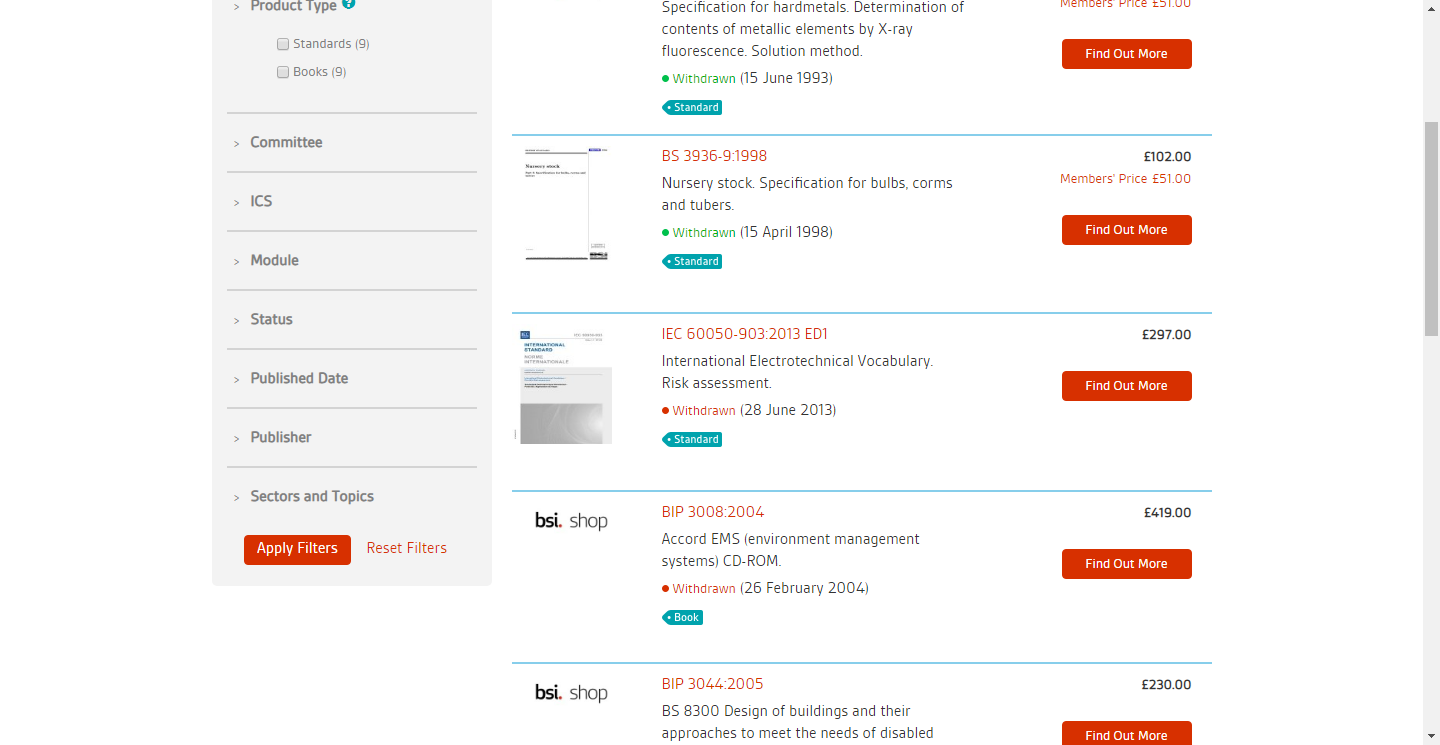 > Product Type ?
Standards (9)
Books (9)
> Committee
> ICS
> Module
> Status
> Published Date
> Publisher
> Sectors and Topics
Apply Filters Reset Filters
Specification for hardmetals. Determination of
contents of metallic elements by X-ray
fluorescence. Solution method.
Withdrawn (15 June 1993)
Standard
Members' Price £51.00
Find Out More
Nursery stock
BS 3936-9:1998
Nursery stock. Specification for bulbs, corms
and tubers.
Withdrawn (15 April 1998)
Standard
£102.00
Members' Price £51.00
Find Out More
INTERNATIONAL
STANDARD
NORME
INTERNATIONALE
IEC 60050-903:2013 ED1
International Electrotechnical Vocabulary.
Risk assessment.
Withdrawn (28 June 2013)
Standard
£297.00
Find Out More
bsi. shop
BIP 3008:2004
Accord EMS (environment management
systems) CD-ROM.
Withdrawn (26 February 2004)
Book
£419.00
Find Out More
bsi. shop
BIP 3044:2005
BS 8300 Design of buildings and their
approaches to meet the needs of disabled
£230.00
Find Out More